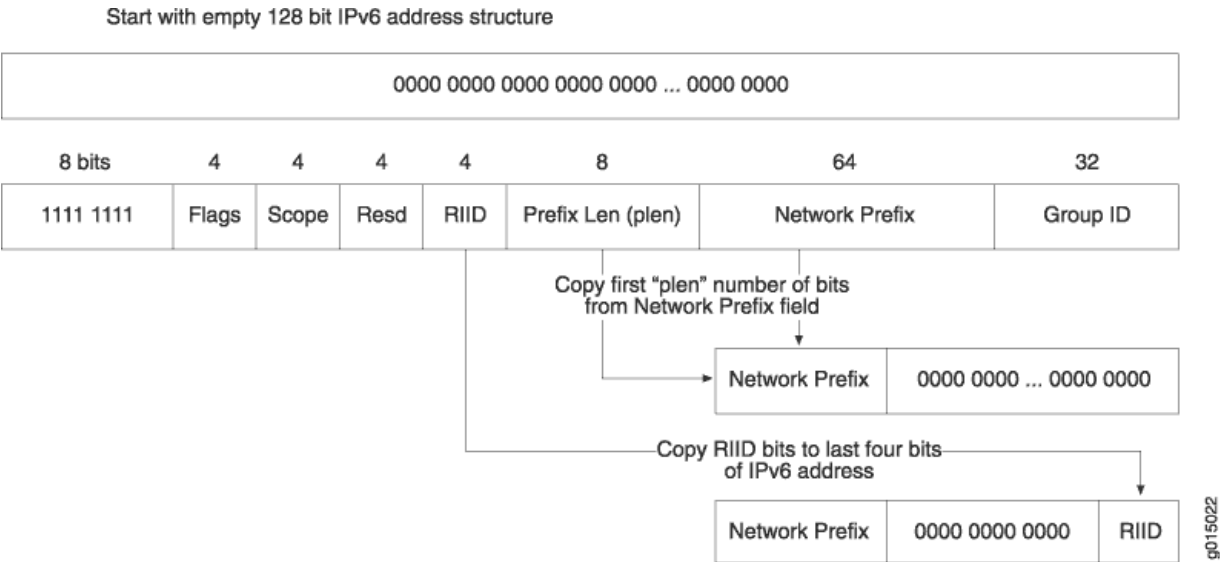 Start with empty 128 bit IPv6 address structure
0000 0000 0000 0000 0000 ... 0000 0000
8 bits 4 4 4 4 8 64 32
1111 1111 Flags Scope Resd RIID Prefix Len (plen) Network Prefix Group ID
Copy first “plen” number of bits
from Network Prefix field
Network Prefix 0000 0000 ... 0000 0000
Copy RIID bits to last four bits
of IPv6 address
Network Prefix 0000 0000 0000 RIID
g015022